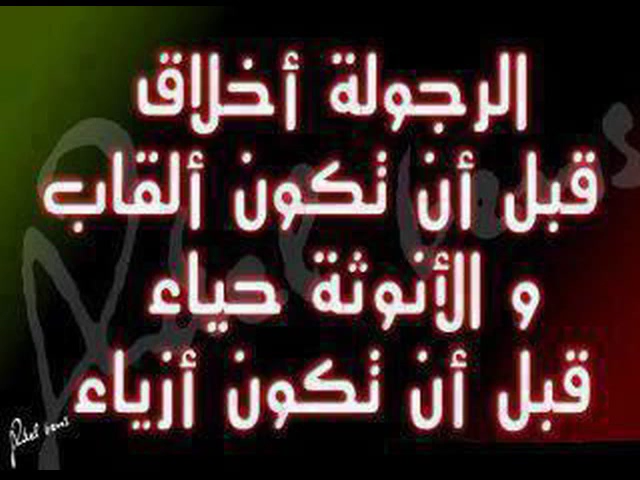 الرجولة أخلاق
قبل أن تكون ألقاب
و الأنوثة حياء
قبل أن تكون أزياء